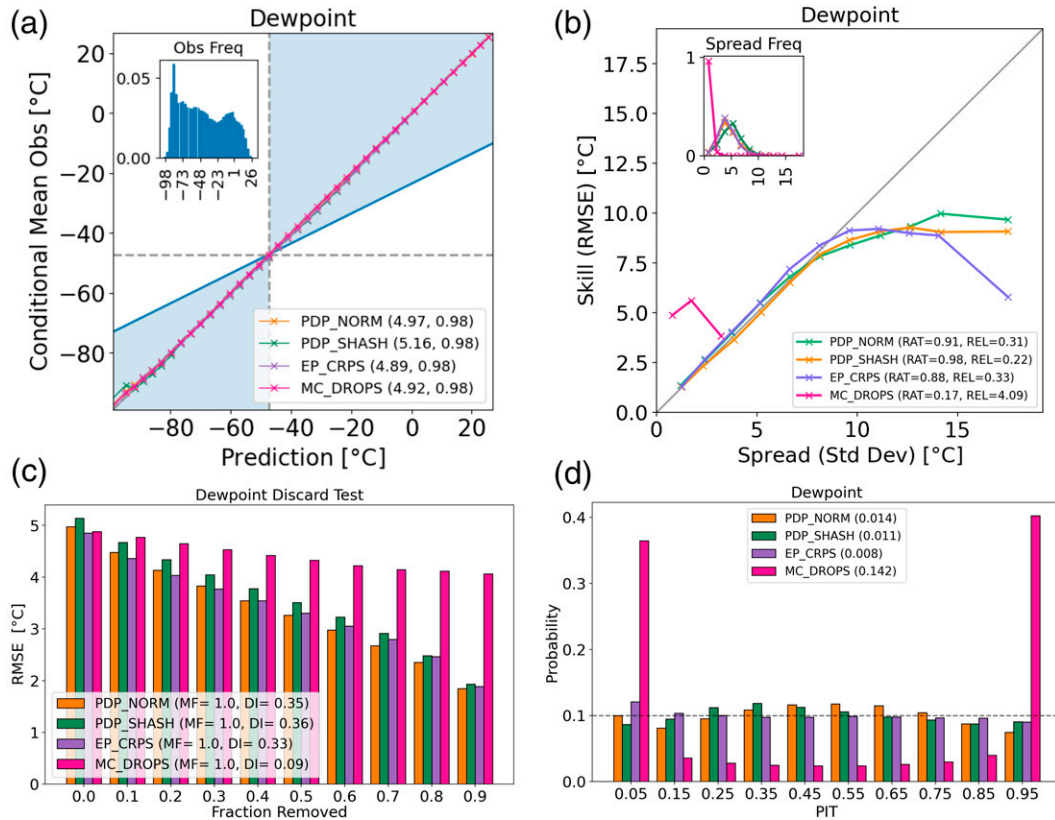 (a)
Dewpoint
Obs Freq
0.05
0.00
-98
-73
-48
-23
1
26
Conditional Mean Obs [°C]
20
0
−20
−40
−60
−80
PDP_NORM (4.97, 0.98)
PDP_SHASH (5.16, 0.98)
EP_CRPS (4.89, 0.98)
MC_DROPS (4.92, 0.98)
−80 −60 −40 −20 0 20
Prediction [°C]
(b)
Dewpoint
Spread Freq
1
0
0 5 10 15
Skill (RMSE) [°C]
17.5
15.0
12.5
10.0
7.5
5.0
2.5
0.0
PDP_NORM (RAT=0.91, REL=0.31)
PDP_SHASH (RAT=0.98, REL=0.22)
EP_CRPS (RAT=0.88, REL=0.33)
MC_DROPS (RAT=0.17, REL=4.09)
0 5 10 15
Spread (Std Dev) [°C]
(c)
Dewpoint Discard Test
RMSE [°C]
5
4
3
2
1
0
PDP_NORM (MF= 1.0, DI= 0.35)
PDP_SHASH (MF= 1.0, DI= 0.36)
EP_CRPS (MF= 1.0, DI= 0.33)
MC_DROPS (MF= 1.0, DI= 0.09)
0.0 0.1 0.2 0.3 0.4 0.5 0.6 0.7 0.8 0.9
Fraction Removed
(d)
Dewpoint
Probability
0.4
0.3
0.2
0.1
0.0
PDP_NORM (0.014)
PDP_SHASH (0.011)
EP_CRPS (0.008)
MC_DROPS (0.142)
0.05 0.15 0.25 0.35 0.45 0.55 0.65 0.75 0.85 0.95
PIT